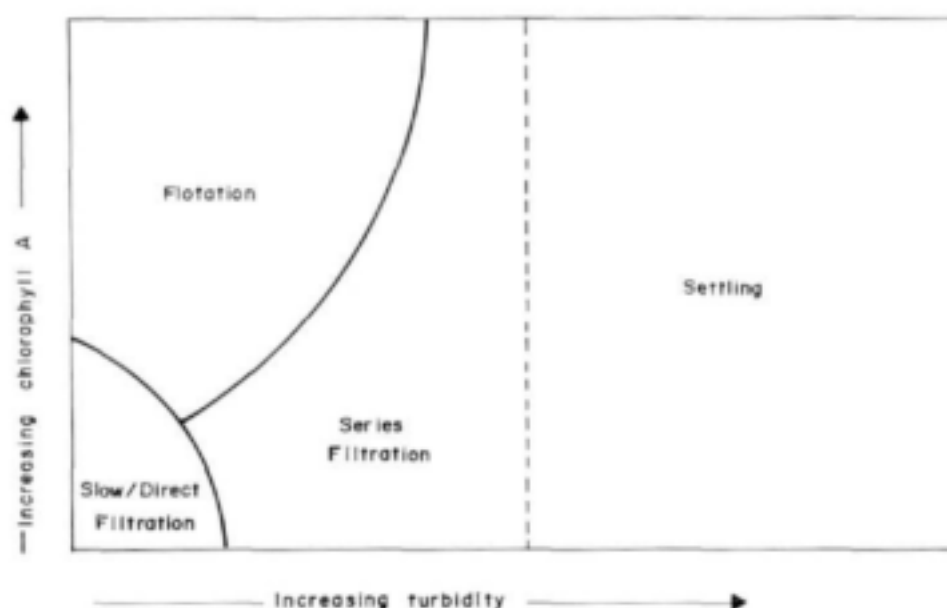 Flotation
Settling
Series
Filtration
Slow/Direct
Filtration
Increasing chlorophyll A
Increasing turbidity